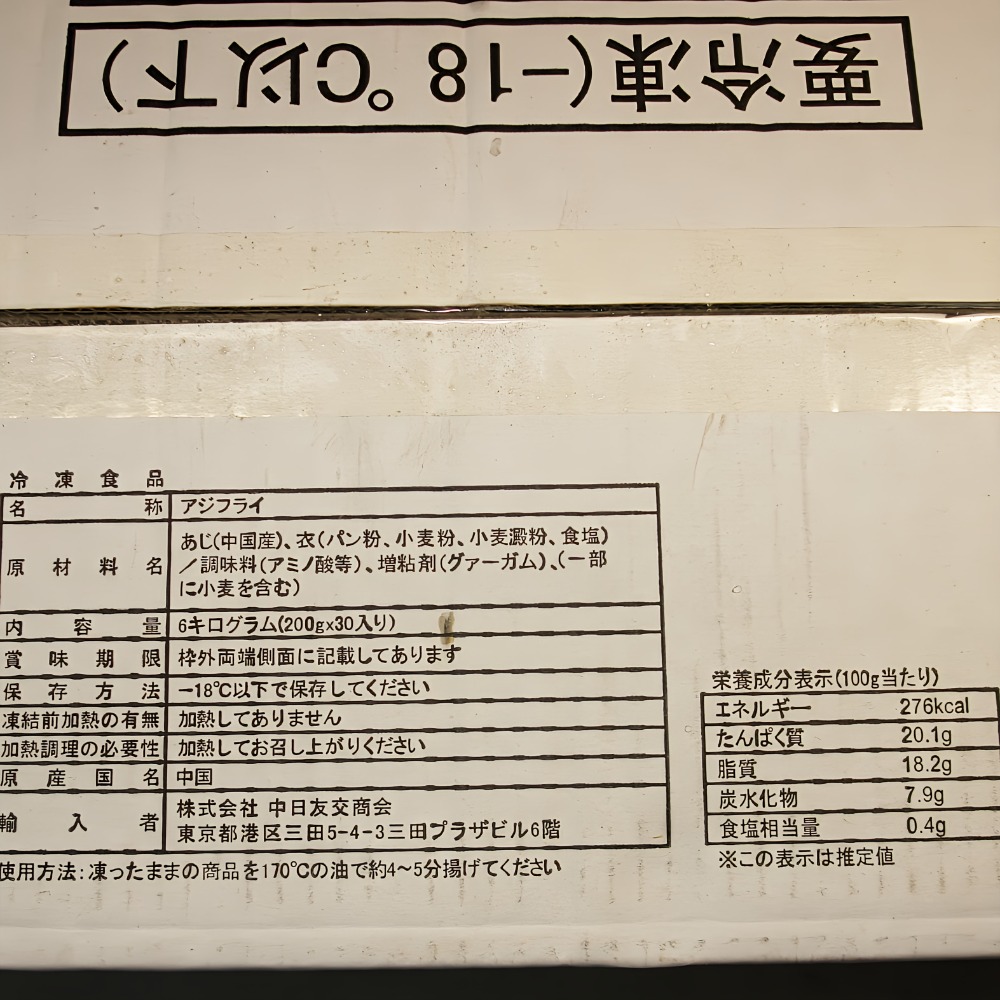 要冷凍(-18℃以下)
冷凍食品
名称 アジフライ
原材料名 あじ(中国産)、衣(パン粉、小麦粉、小麦澱粉、食塩)
／調味料(アミノ酸等)、増粘剤(グァーガム)、(一部
に小麦を含む)
内容量 6キログラム(200gx30入り)
賞味期限 枠外両端側面に記載してあります
保存方法 -18℃以下で保存してください
凍結前加熱の有無 加熱してありません
加熱調理の必要性 加熱してお召し上がりください
原産国名 中国
輸入者 株式会社 中日友交商会
東京都港区三田5-4-3三田プラザビル6階
使用方法:凍ったままの商品を170℃の油で約4～5分揚げてください
栄養成分表示(100g当たり)
エネルギー 276kcal
たんぱく質 20.1g
脂質 18.2g
炭水化物 7.9g
食塩相当量 0.4g
※この表示は推定値